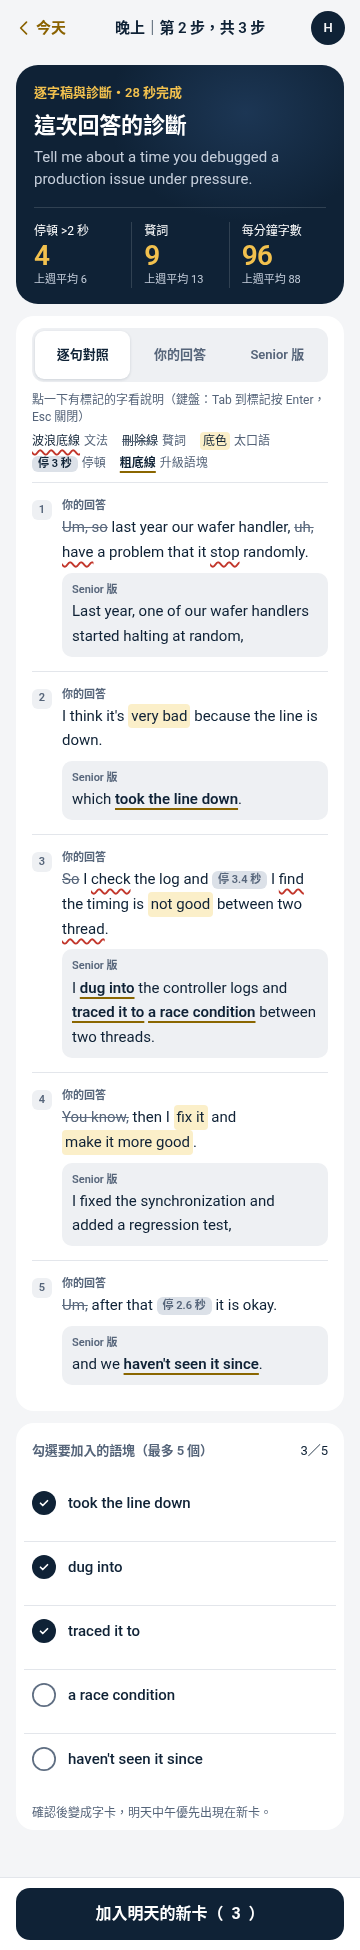 今天
晚上｜第 2 步，共 3 步
H
逐字稿與診斷・28 秒完成
這次回答的診斷
Tell me about a time you debugged a
production issue under pressure.
停頓 >2 秒
4
上週平均 6
贅詞
9
上週平均 13
每分鐘字數
96
上週平均 88
逐句對照
你的回答
Senior 版
點一下有標記的字看說明（鍵盤：Tab 到標記按 Enter，
Esc 關閉）
波浪底線 文法 刪除線 贅詞 底色 太口語
停 3 秒 停頓 粗底線 升級語塊
1
你的回答
Um, so last year our wafer handler, uh,
have a problem that it stop randomly.
Senior 版
Last year, one of our wafer handlers
started halting at random,
2
你的回答
I think it's very bad because the line is
down.
Senior 版
which took the line down.
3
你的回答
So I check the log and 停 3.4 秒 I find
the timing is not good between two
thread.
Senior 版
I dug into the controller logs and
traced it to a race condition between
two threads.
4
你的回答
You know, then I fix it and
make it more good.
Senior 版
I fixed the synchronization and
added a regression test,
5
你的回答
Um, after that 停 2.6 秒 it is okay.
Senior 版
and we haven't seen it since.
勾選要加入的語塊（最多 5 個）
3／5
took the line down
dug into
traced it to
a race condition
haven't seen it since
確認後變成字卡，明天中午優先出現在新卡。
加入明天的新卡（ 3 ）